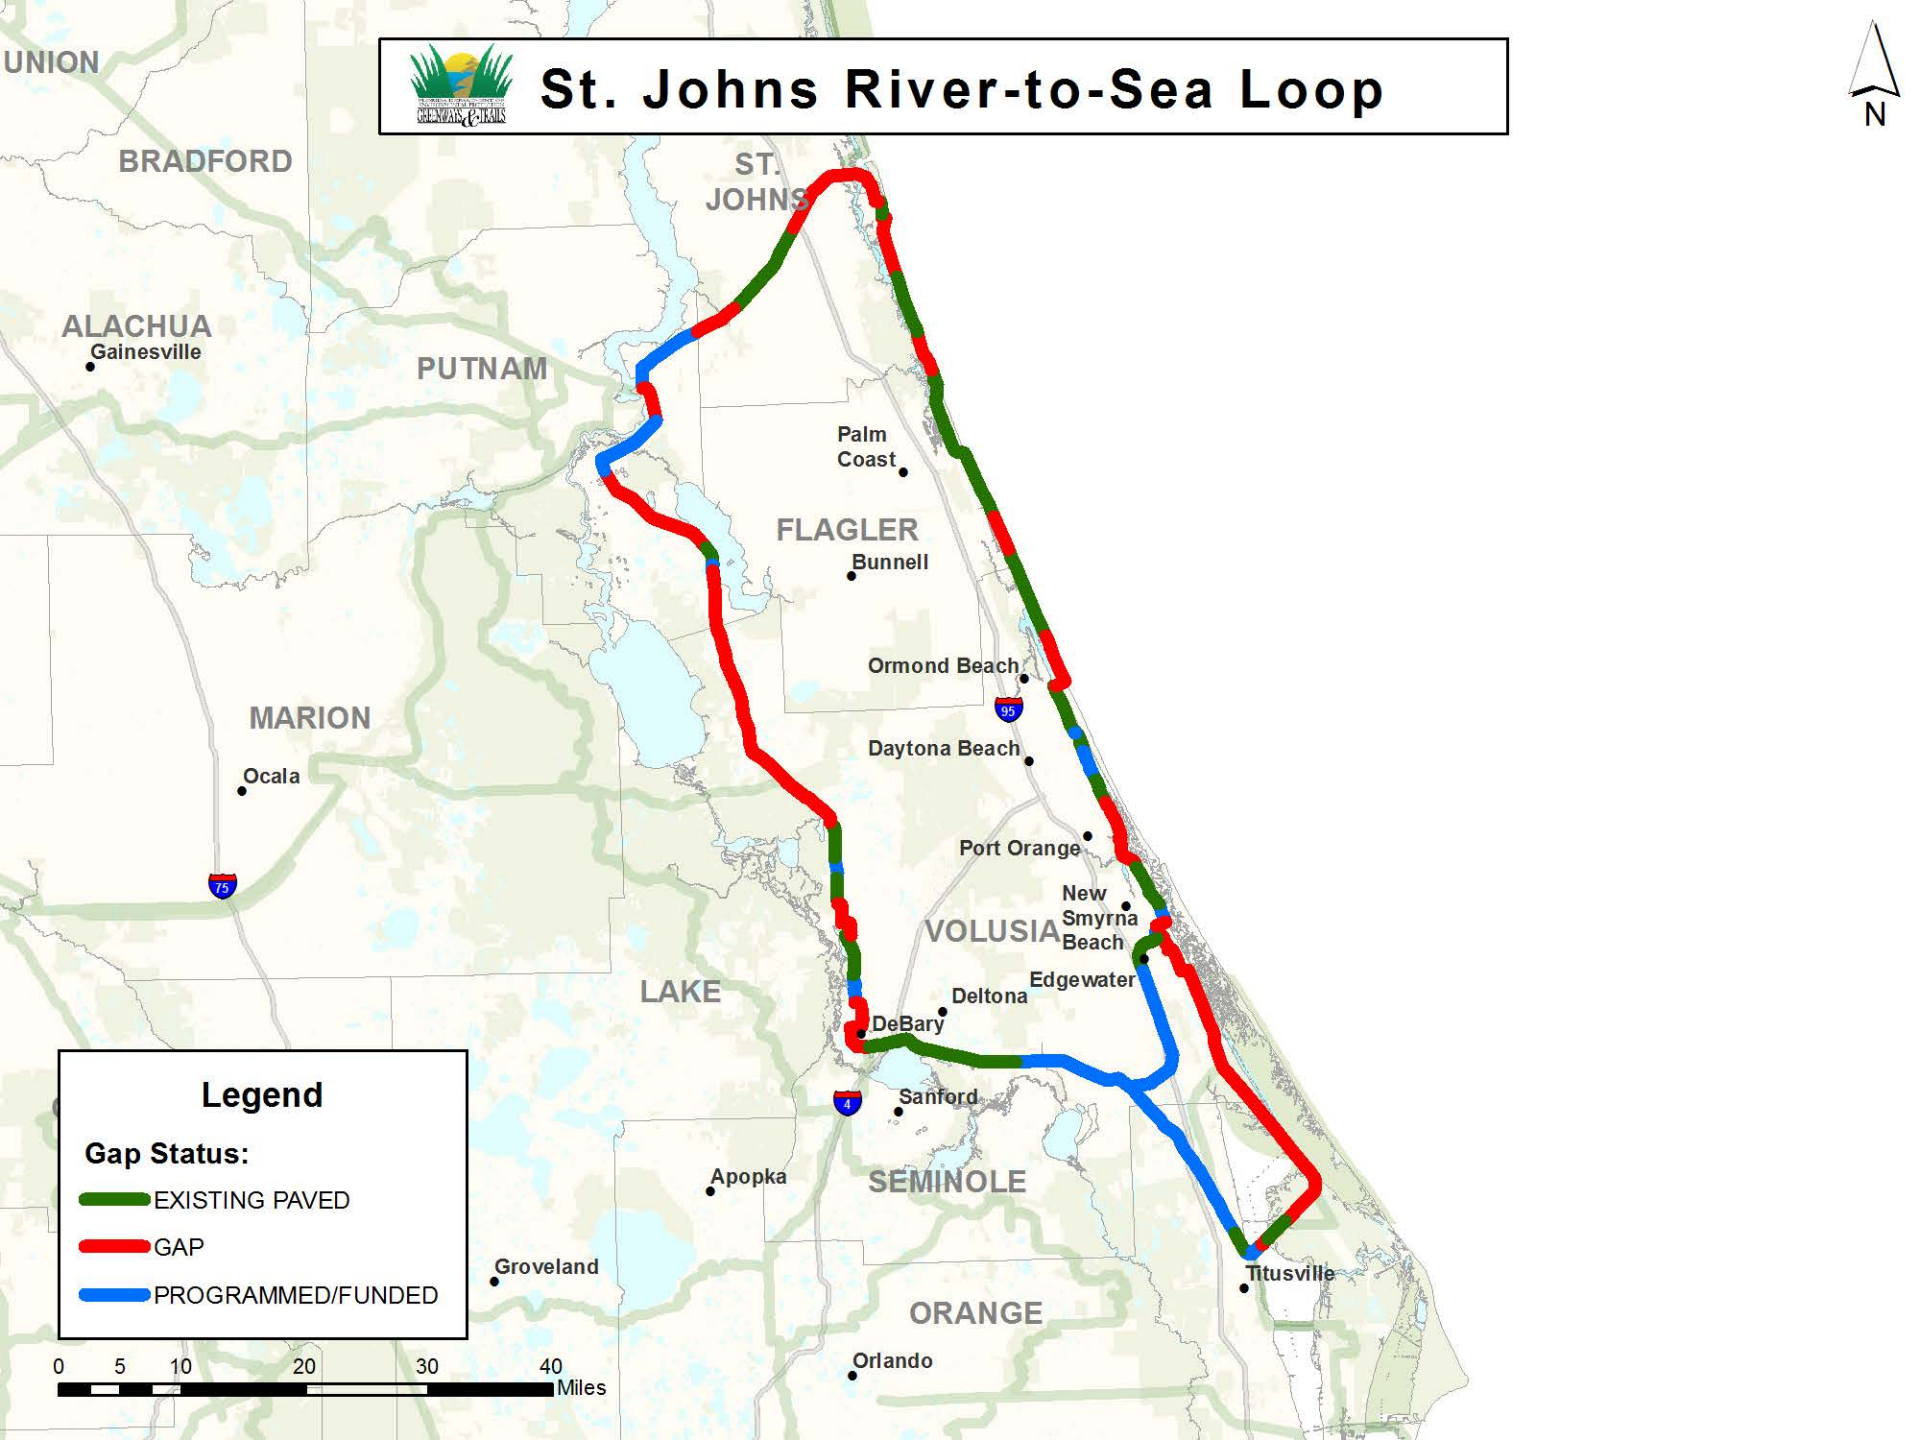 St. Johns River-to-Sea Loop
GREENWAYS & TRAILS
N
UNION
BRADFORD
ST.
JOHNS
ALACHUA
Gainesville
PUTNAM
Palm
Coast
FLAGLER
Bunnell
Ormond Beach
95
MARION
Daytona Beach
Ocala
Port Orange
75
New
Smyrna
Beach
VOLUSIA
Edgewater
LAKE
Deltona
DeBary
Sanford
4
Apopka
SEMINOLE
Groveland
Titusville
ORANGE
Orlando
Legend
Gap Status:
EXISTING PAVED
GAP
PROGRAMMED/FUNDED
0 5 10 20 30 40
Miles